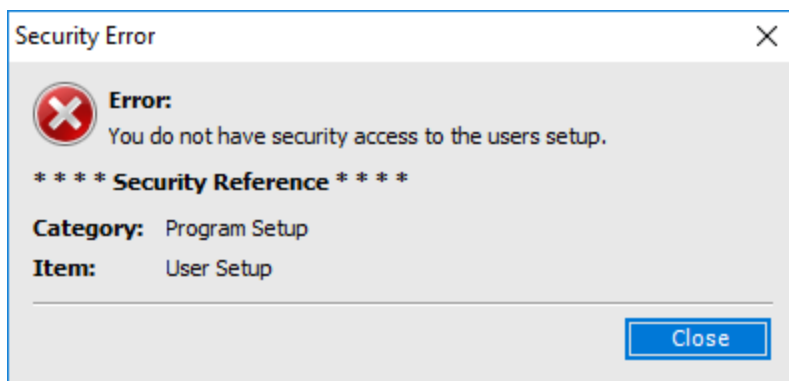 Security Error
Error:
You do not have security access to the users setup.
* * * * Security Reference * * * *
Category: Program Setup
Item: User Setup
Close